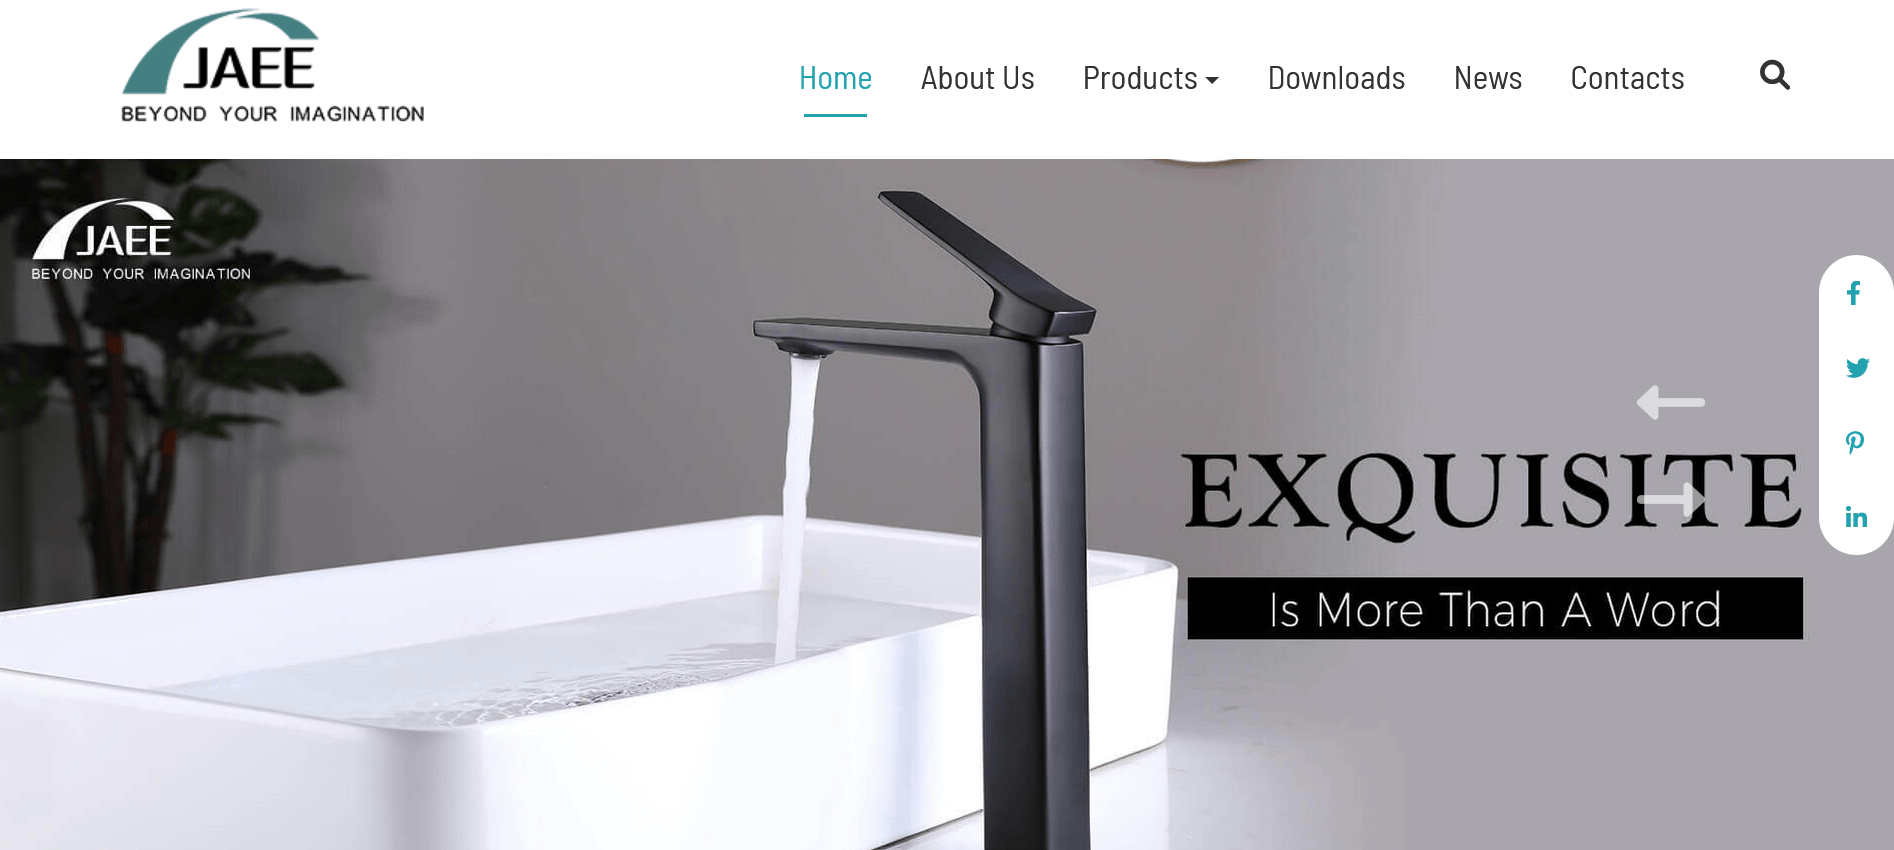 JAEE
BEYOND YOUR IMAGINATION
Home About Us Products Downloads News Contacts
JAEE
BEYOND YOUR IMAGINATION
EXQUISITE
Is More Than A Word